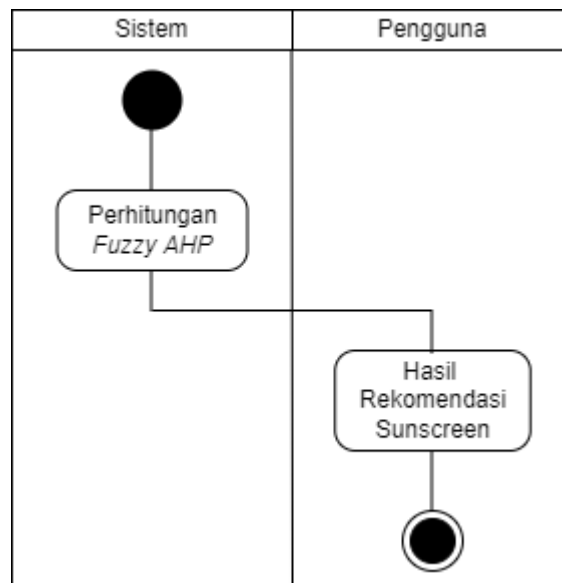 Sistem
Pengguna
Perhitungan
Fuzzy AHP
Hasil
Rekomendasi
Sunscreen